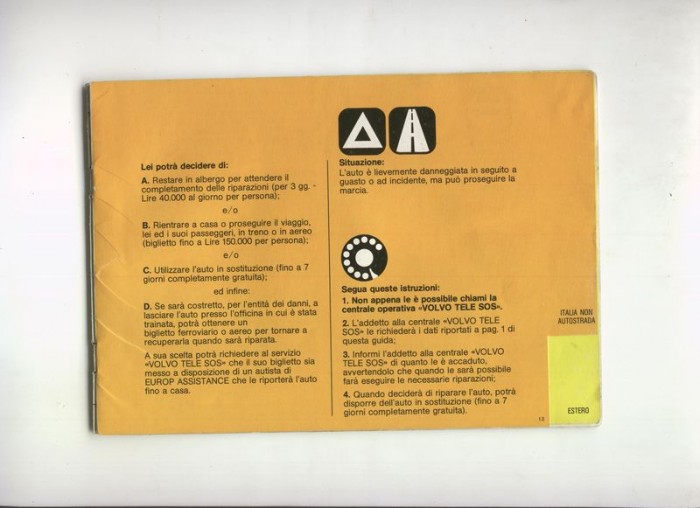 Lei potrà decidere di:
A. Restare in albergo per attendere il
completamento delle riparazioni (per 3 gg. -
Lire 40.000 al giorno per persona);
e/o
B. Rientrare a casa o proseguire il viaggio,
lei ed i suoi passeggeri, in treno o in aereo
(biglietto fino a Lire 150.000 per persona);
e/o
C. Utilizzare l'auto in sostituzione (fino a 7
giorni completamente gratuita);
ed infine:
D. Se sarà costretto, per l'entità dei danni, a
lasciare l'auto presso l'officina in cui è stata
trainata, potrà ottenere un
biglietto ferroviario o aereo per tornare a
recuperarla quando sarà riparata.
A sua scelta potrà richiedere al servizio
«VOLVO TELE SOS» che il suo biglietto sia
messo a disposizione di un autista di
EUROP ASSISTANCE che le riporterà l'auto
fino a casa.
Situazione:
L'auto è lievemente danneggiata in seguito a
guasto o ad incidente, ma può proseguire la
marcia.
Segua queste istruzioni:
1. Non appena le è possibile chiami la
centrale operativa «VOLVO TELE SOS».
2. L'addetto alla centrale «VOLVO TELE
SOS» le richiederà i dati riportati a pag. 1 di
questa guida;
3. informi l'addetto alla centrale «VOLVO
TELE SOS» di quanto le è accaduto,
avvertendolo che quando le sarà possibile
farà eseguire le necessarie riparazioni;
4. Quando deciderà di riparare l'auto, potrà
disporre dell'auto in sostituzione (fino a 7
giorni completamente gratuita).
13
ITALIA NON
AUTOSTRADA
ESTERO